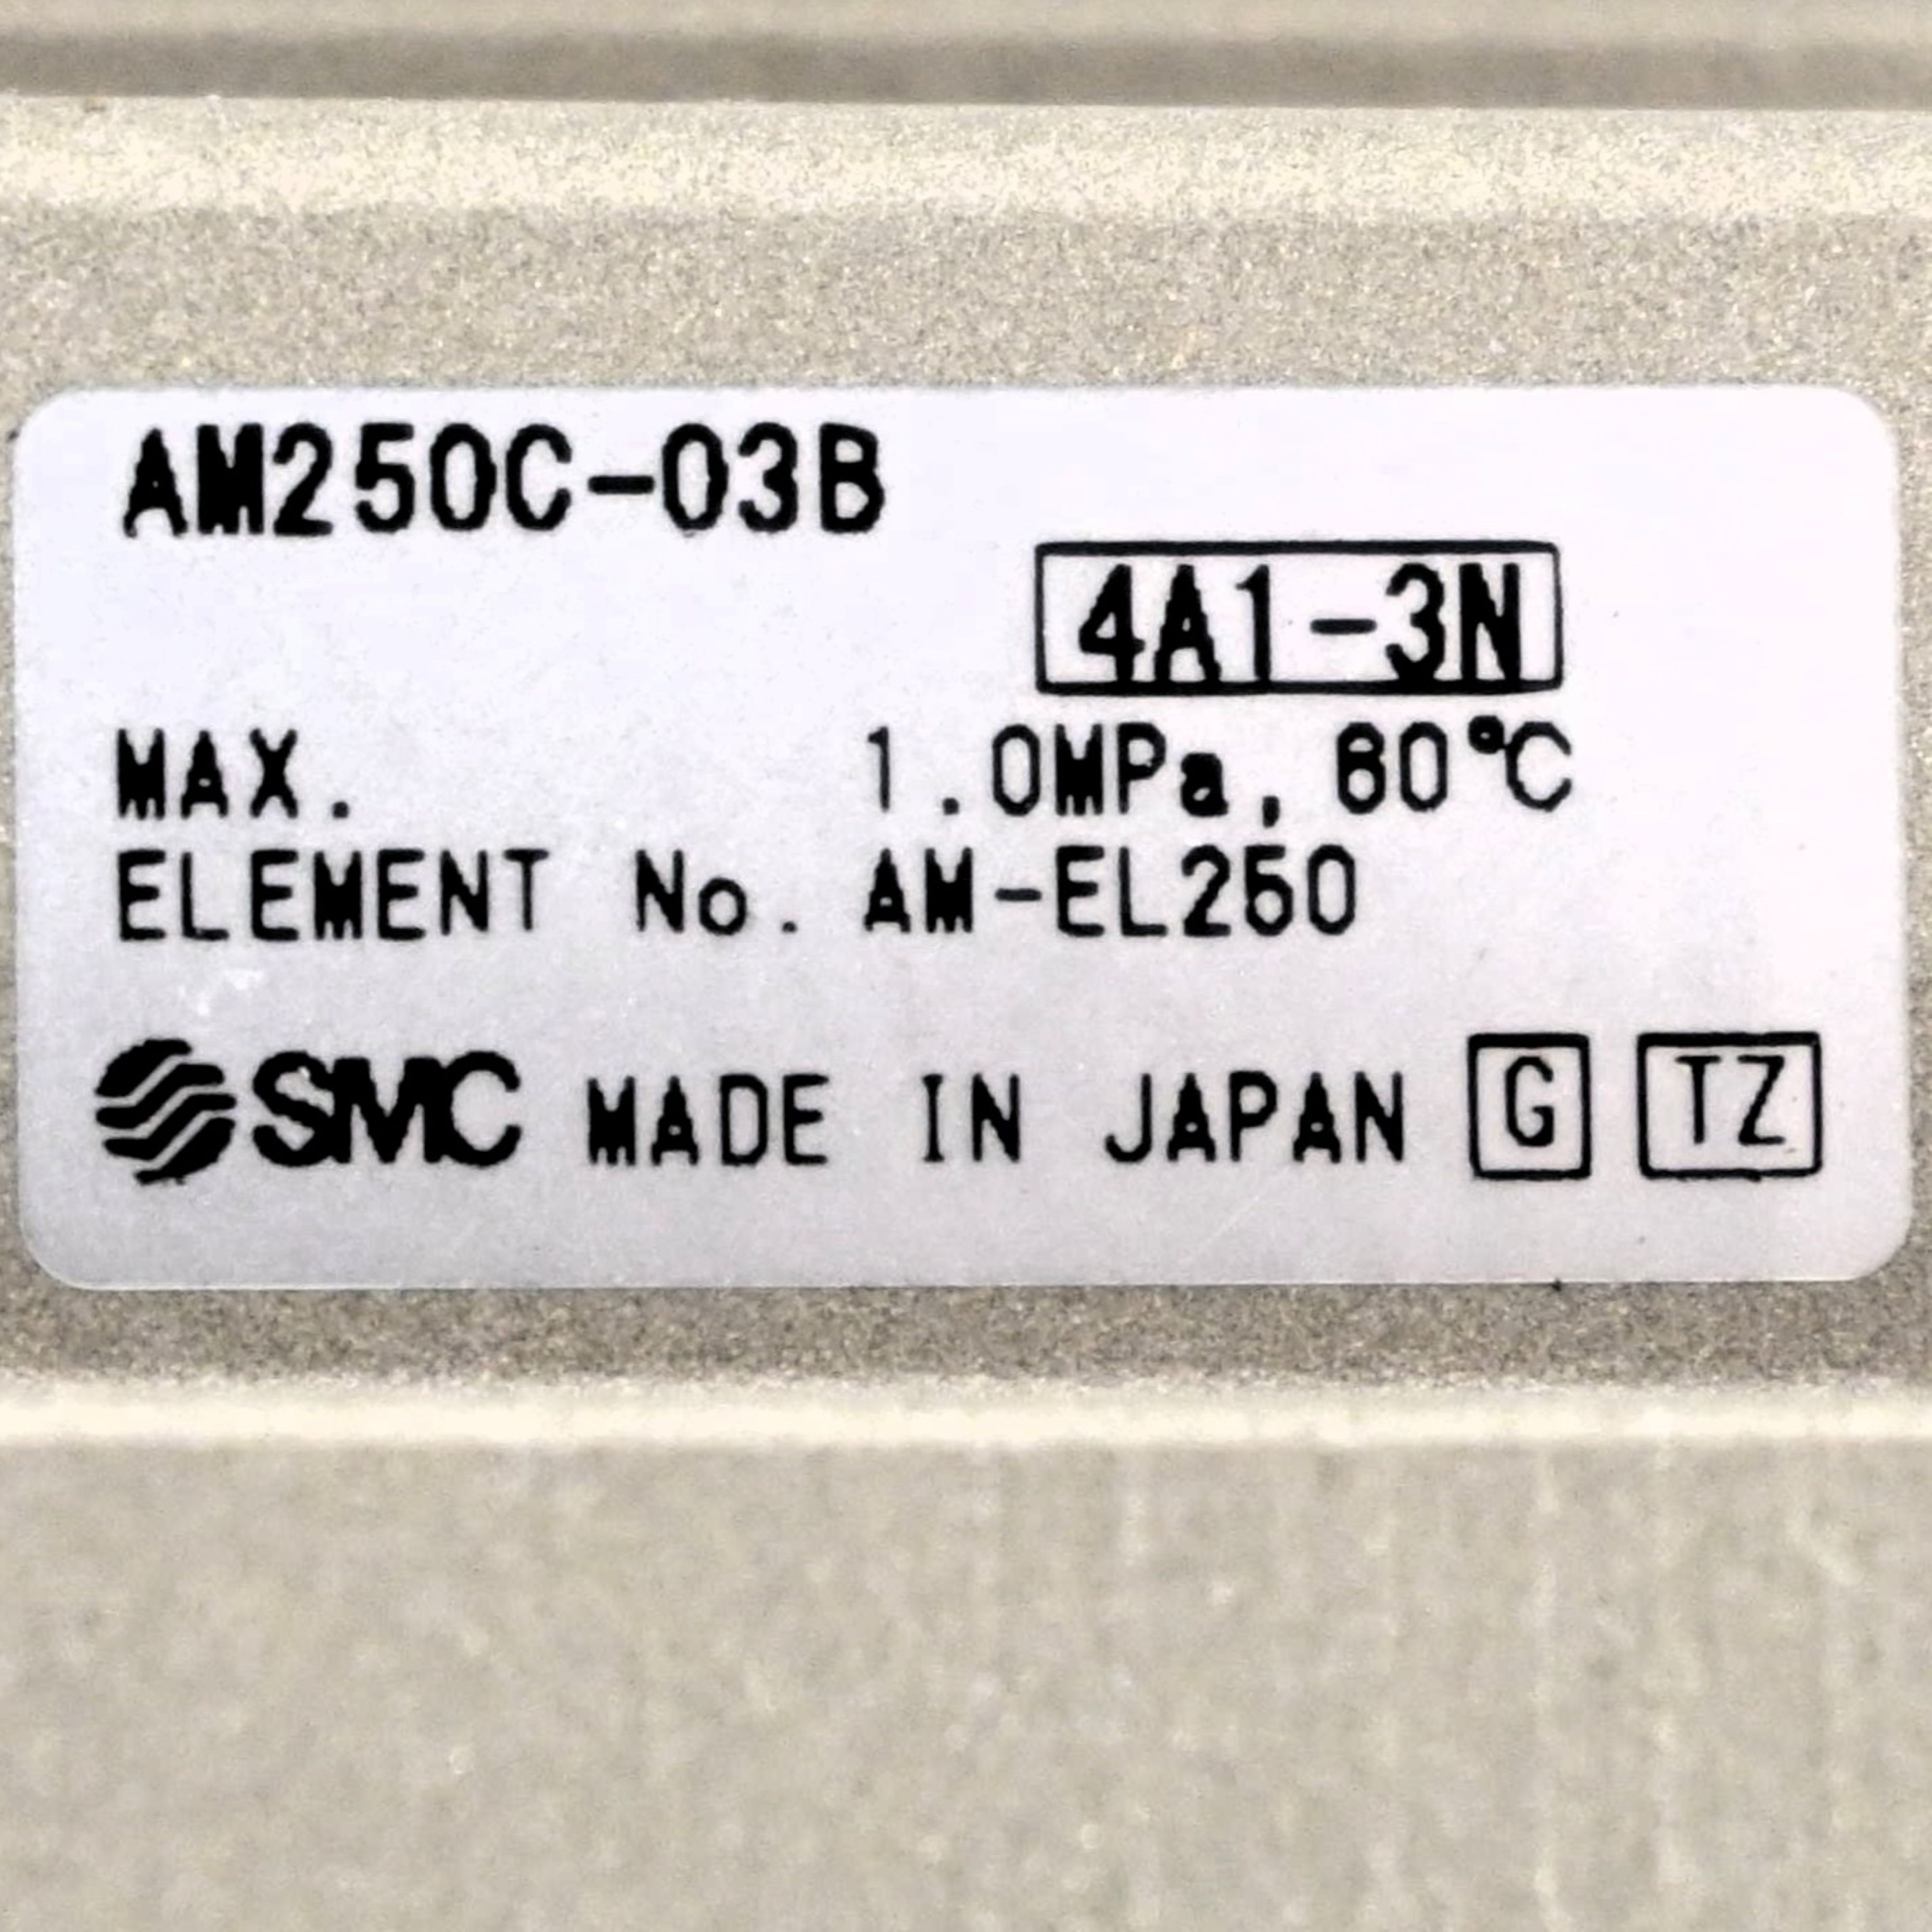 AM250C-03B
4A1-3N
MAX. 1.0MPa, 60°C
ELEMENT No. AM-EL250
SMC MADE IN JAPAN G TZ